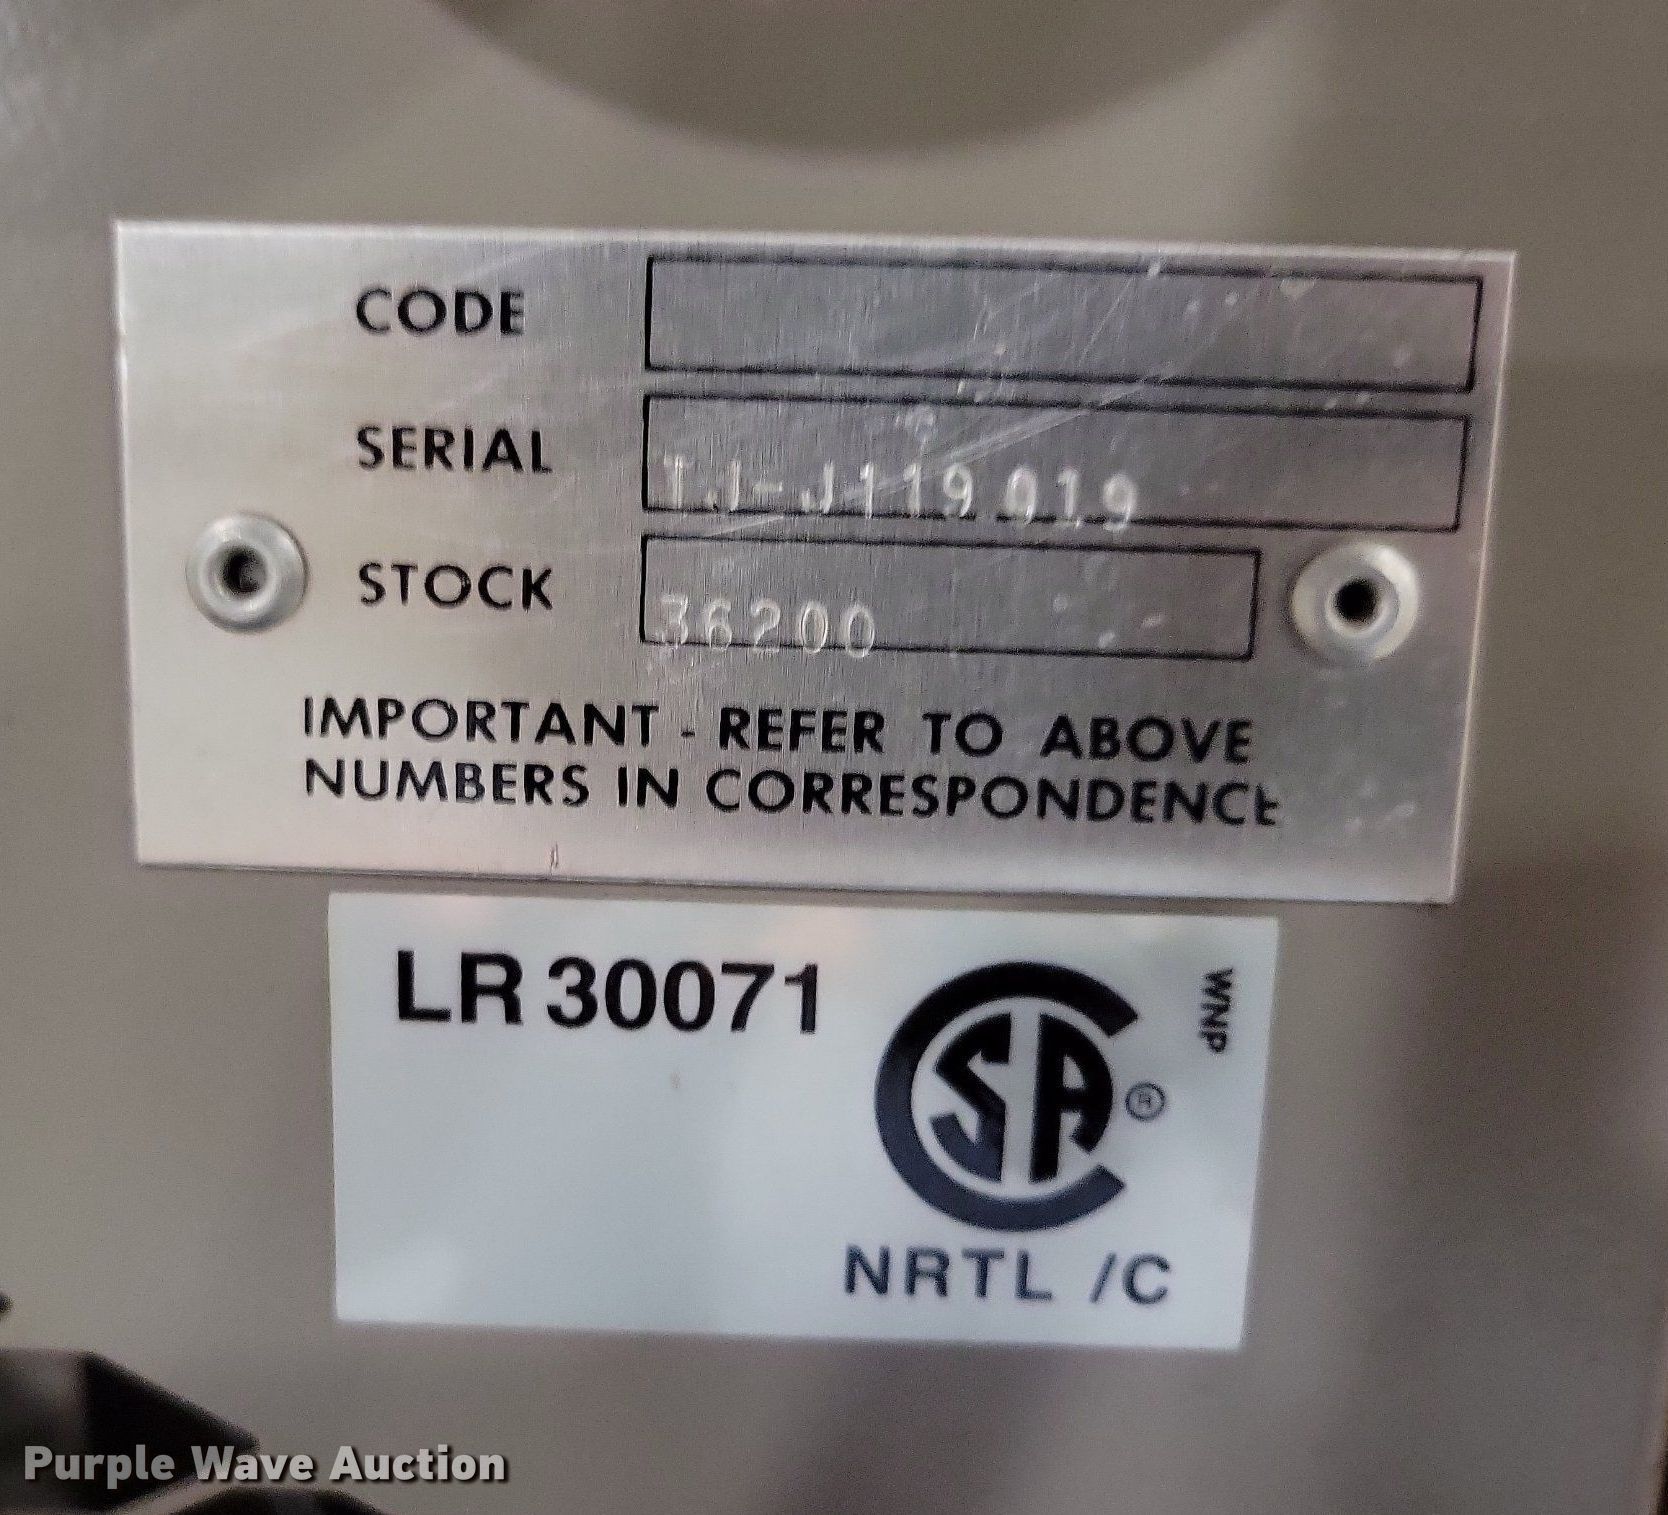 CODE
SERIAL TJ-J119019
STOCK 36200
IMPORTANT - REFER TO ABOVE
NUMBERS IN CORRESPONDENCE
LR 30071
WNP
CSA
®
NRTL /C
Purple Wave Auction